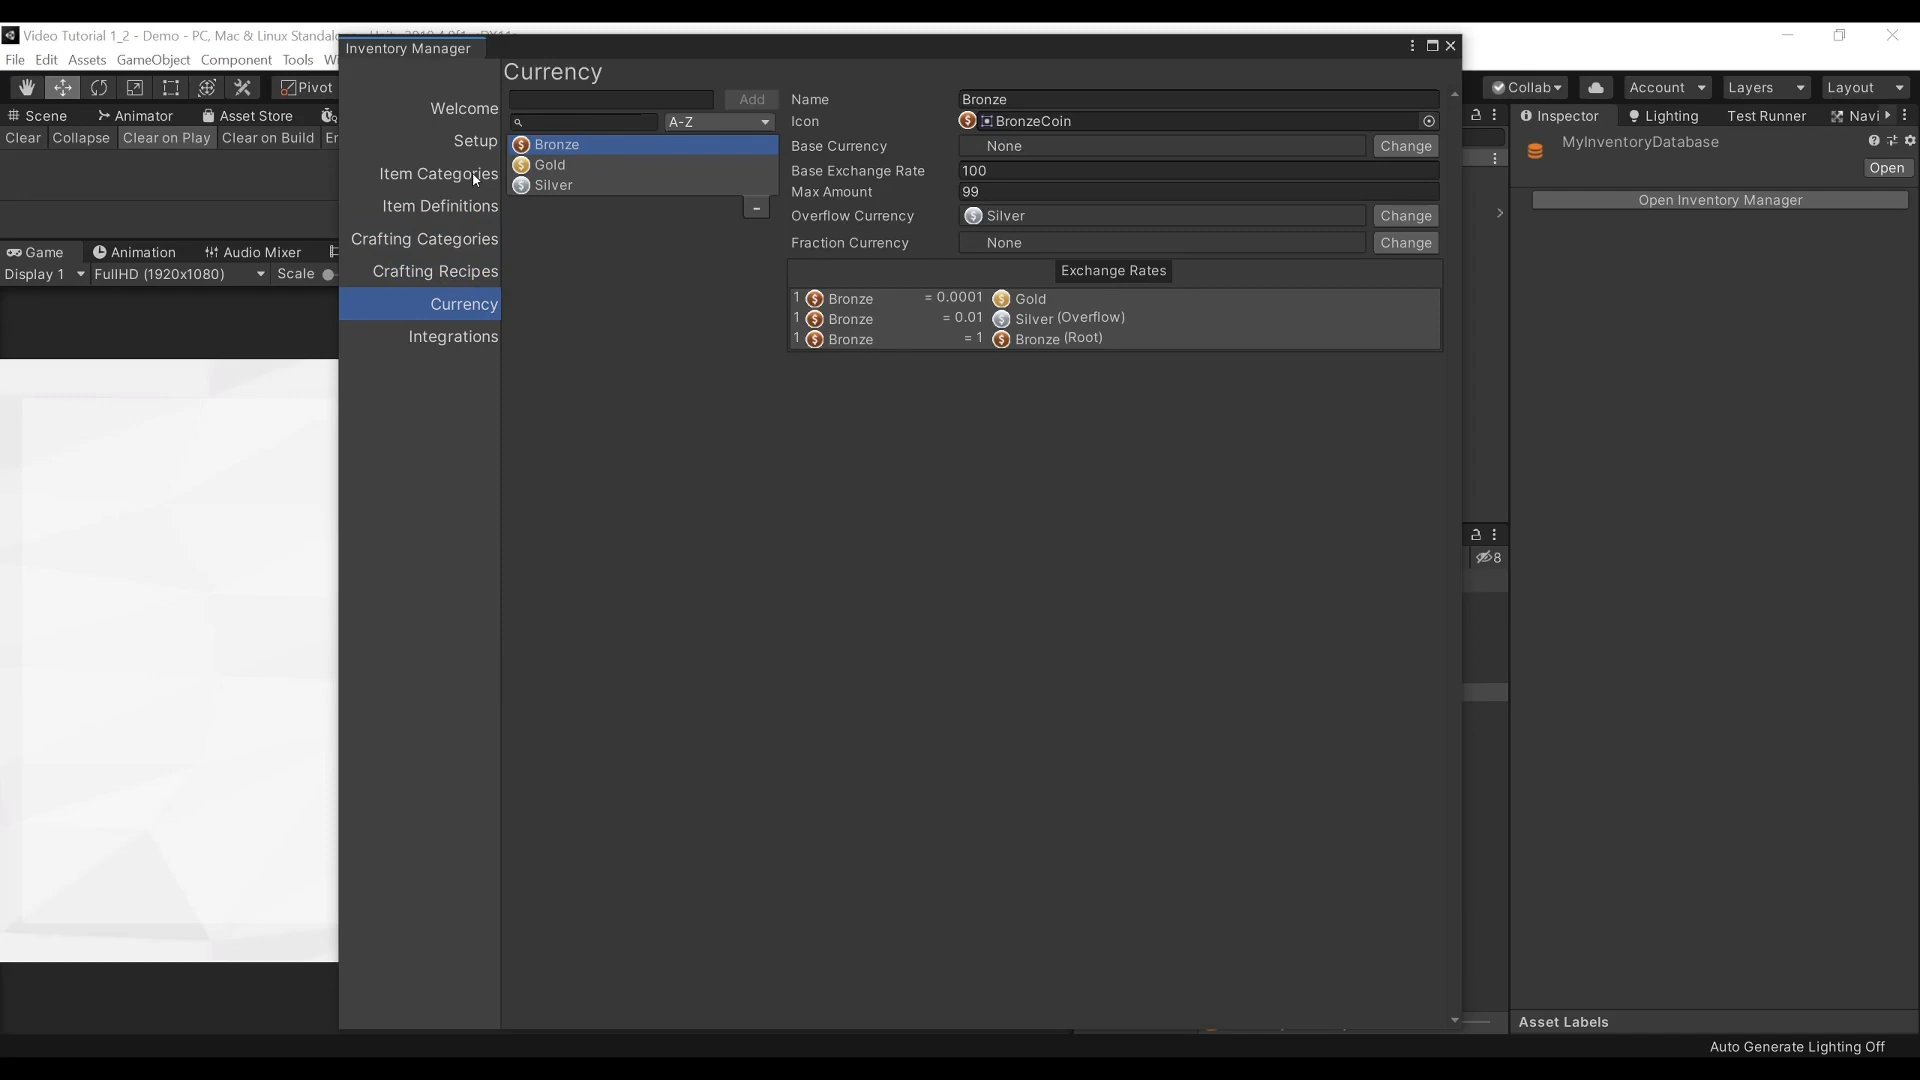 Video Tutorial 1_2 - Demo - PC, Mac & Linux Standalo
File Edit Assets GameObject Component Tools Wi
Inventory Manager
Pivot
Collab Account Layers Layout
Scene Animator Asset Store
Clear Collapse Clear on Play Clear on Build Er
Game Animation Audio Mixer
Display 1 FullHD (1920x1080) Scale
Welcome
Setup
Item Categories
Item Definitions
Crafting Categories
Crafting Recipes
Currency
Integrations
Currency
Add
A-Z
Bronze
Gold
Silver
-
Name Bronze
Icon BronzeCoin
Base Currency None Change
Base Exchange Rate 100
Max Amount 99
Overflow Currency Silver Change
Fraction Currency None Change
Exchange Rates
1 Bronze = 0.0001 Gold
1 Bronze = 0.01 Silver (Overflow)
1 Bronze = 1 Bronze (Root)
Inspector Lighting Test Runner Navi
MyInventoryDatabase
Open
Open Inventory Manager
8
Asset Labels
Auto Generate Lighting Off